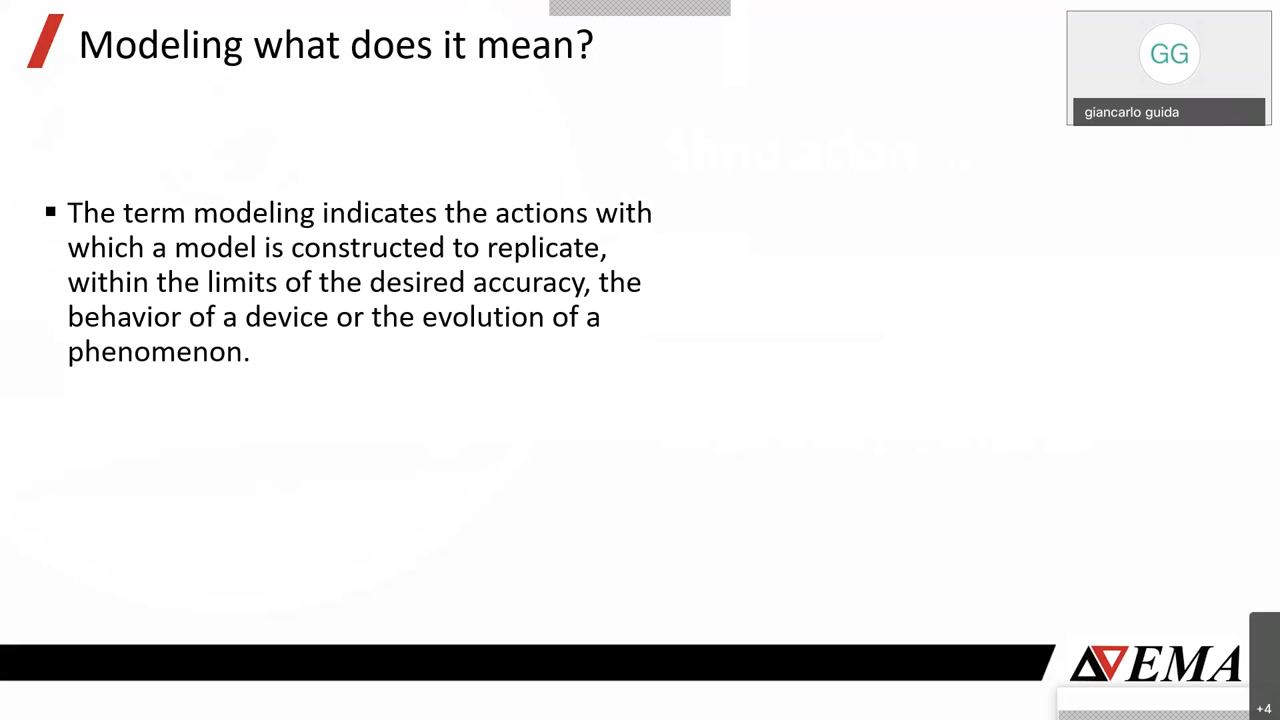 Modeling what does it mean?
GG
giancarlo guida
The term modeling indicates the actions with
which a model is constructed to replicate,
within the limits of the desired accuracy, the
behavior of a device or the evolution of a
phenomenon.
EMA
+4